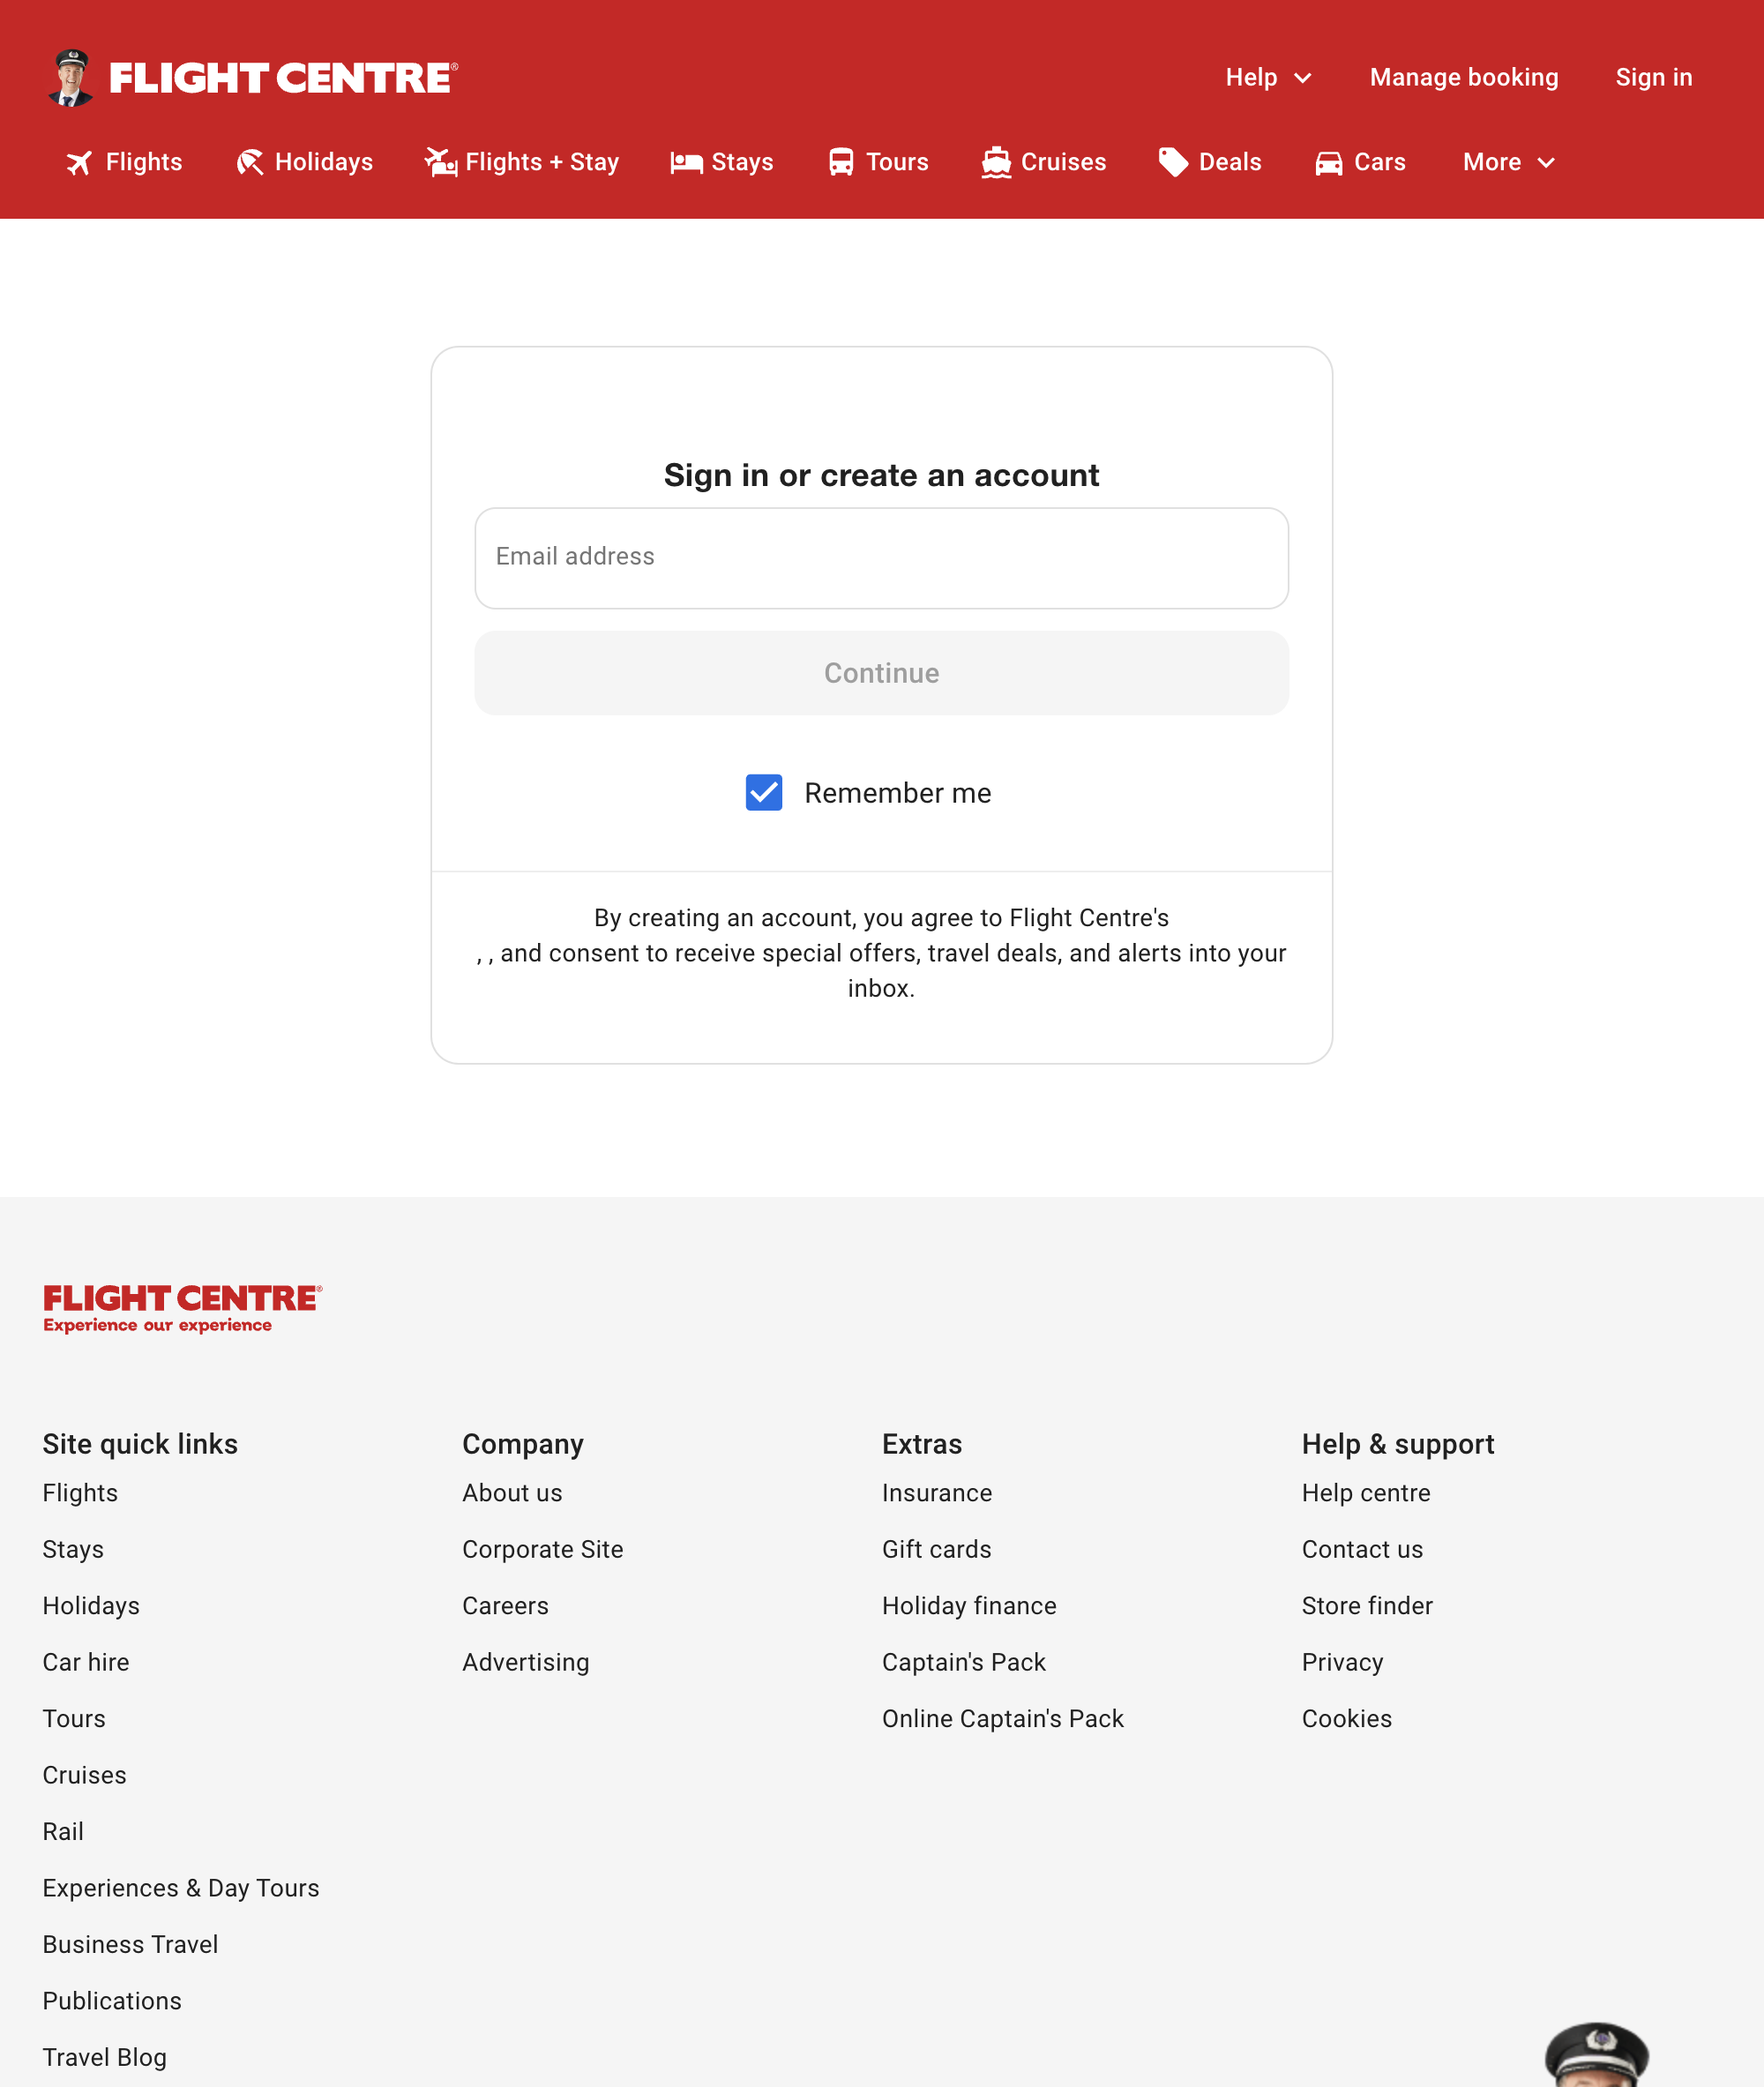 FLIGHT CENTRE®
Help
Manage booking
Sign in
Flights
Holidays
Flights + Stay
Stays
Tours
Cruises
Deals
Cars
More
Sign in or create an account
Email address
Continue
Remember me
By creating an account, you agree to Flight Centre's
, , and consent to receive special offers, travel deals, and alerts into your
inbox.
FLIGHT CENTRE®
Experience our experience
Site quick links
Flights
Stays
Holidays
Car hire
Tours
Cruises
Rail
Experiences & Day Tours
Business Travel
Publications
Travel Blog
Company
About us
Corporate Site
Careers
Advertising
Extras
Insurance
Gift cards
Holiday finance
Captain's Pack
Online Captain's Pack
Help & support
Help centre
Contact us
Store finder
Privacy
Cookies